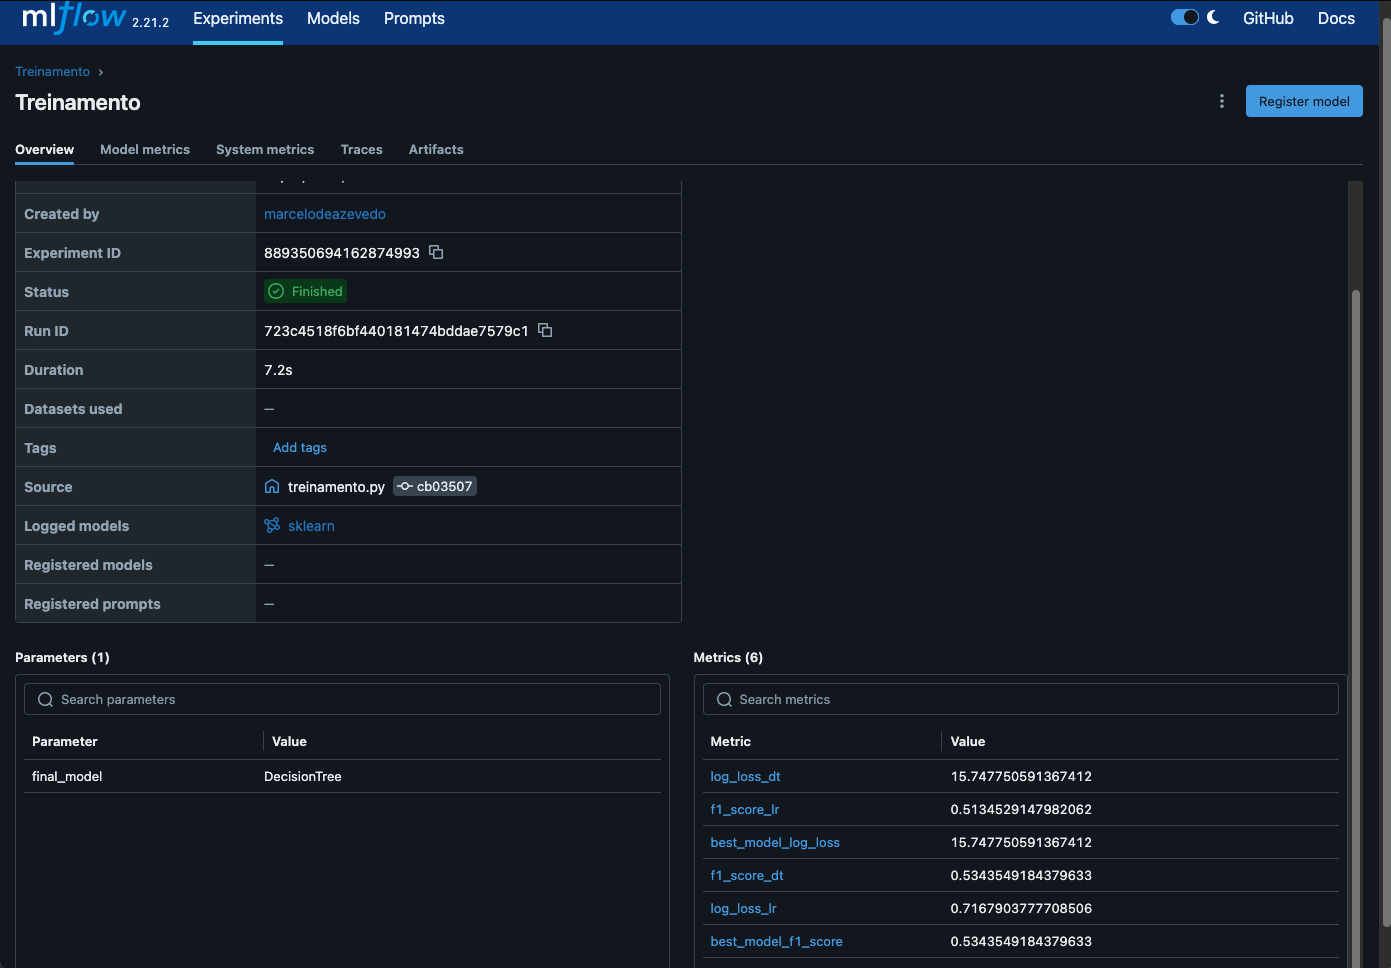 mlflow 2.21.2 Experiments Models Prompts GitHub Docs
Treinamento
Treinamento
Register model
Overview Model metrics System metrics Traces Artifacts
Created by marcelodeazevedo
Experiment ID 889350694162874993
Status Finished
Run ID 723c4518f6bf440181474bddae7579c1
Duration 7.2s
Datasets used —
Tags Add tags
Source treinamento.py cb03507
Logged models sklearn
Registered models —
Registered prompts —
Parameters (1)
Search parameters
Parameter Value
final_model DecisionTree
Metrics (6)
Search metrics
Metric Value
log_loss_dt 15.747750591367412
f1_score_lr 0.5134529147982062
best_model_log_loss 15.747750591367412
f1_score_dt 0.5343549184379633
log_loss_lr 0.7167903777708506
best_model_f1_score 0.5343549184379633